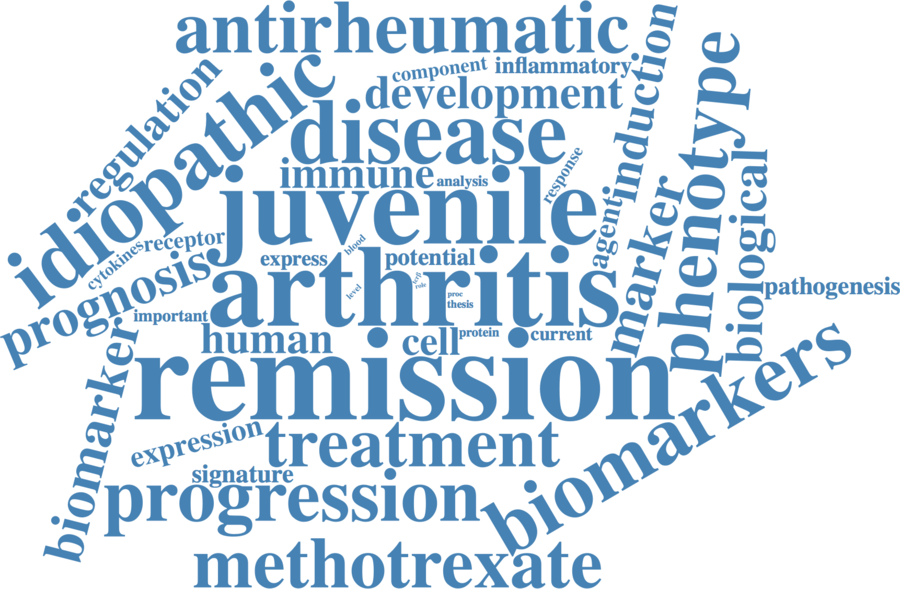 antirheumatic
component
inflammatory
induction
regulation
idiopathic
development
disease
phenotype
immune
analysis
response
juvenile
agent
marker
biological
cytokines
receptor
express
blood
potential
prognosis
arthritis
level
role
proc
thesis
pathogenesis
important
human
cell
protein
current
biomarker
remission
biomarkers
expression
treatment
signature
progression
methotrexate